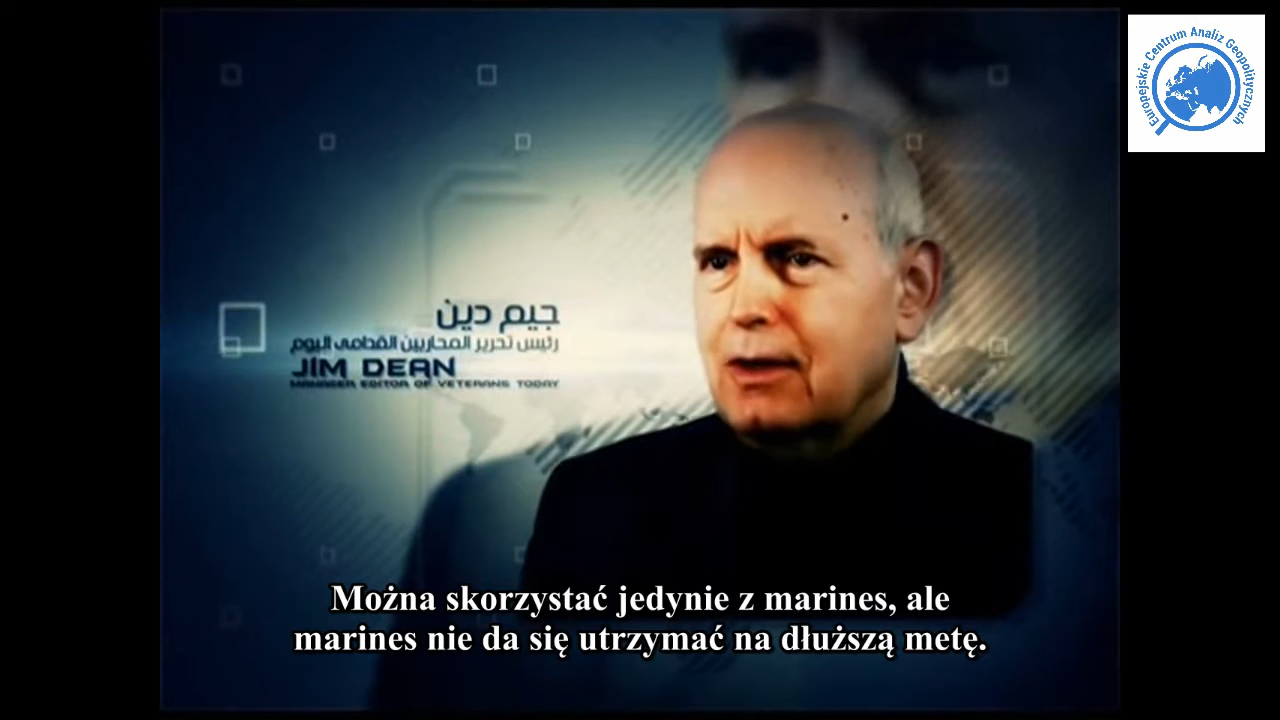 Europejskie Centrum Analiz Geopolitycznych
جيم دين
رئيس تحرير المحاربين القدامى اليوم
JIM DEAN
MANAGER EDITOR OF VETERANS TODAY
Można skorzystać jedynie z marines, ale
marines nie da się utrzymać na dłuższą metę.